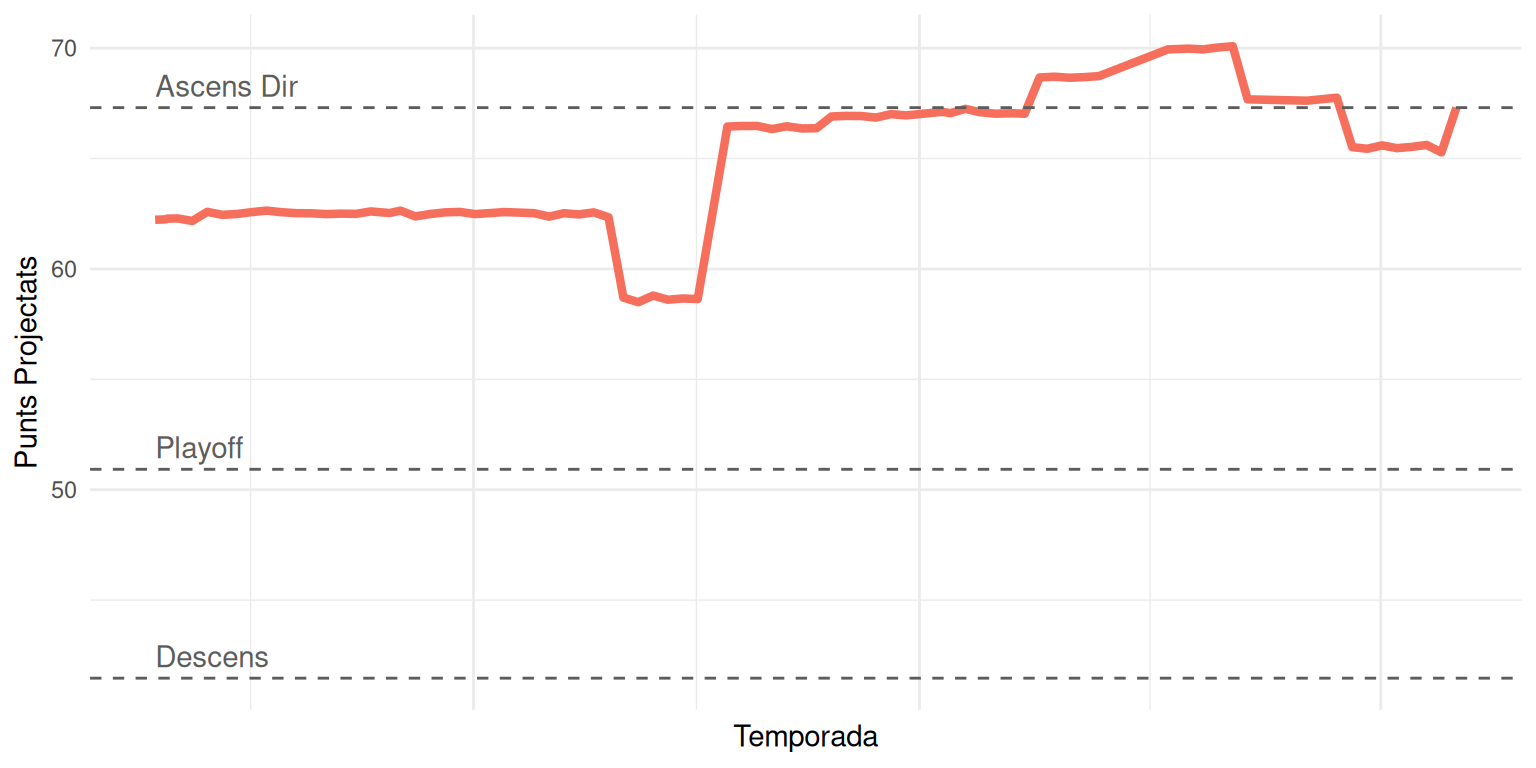 70
Ascens Dir
60
Punts Projectats
Playoff
50
Descens
Temporada